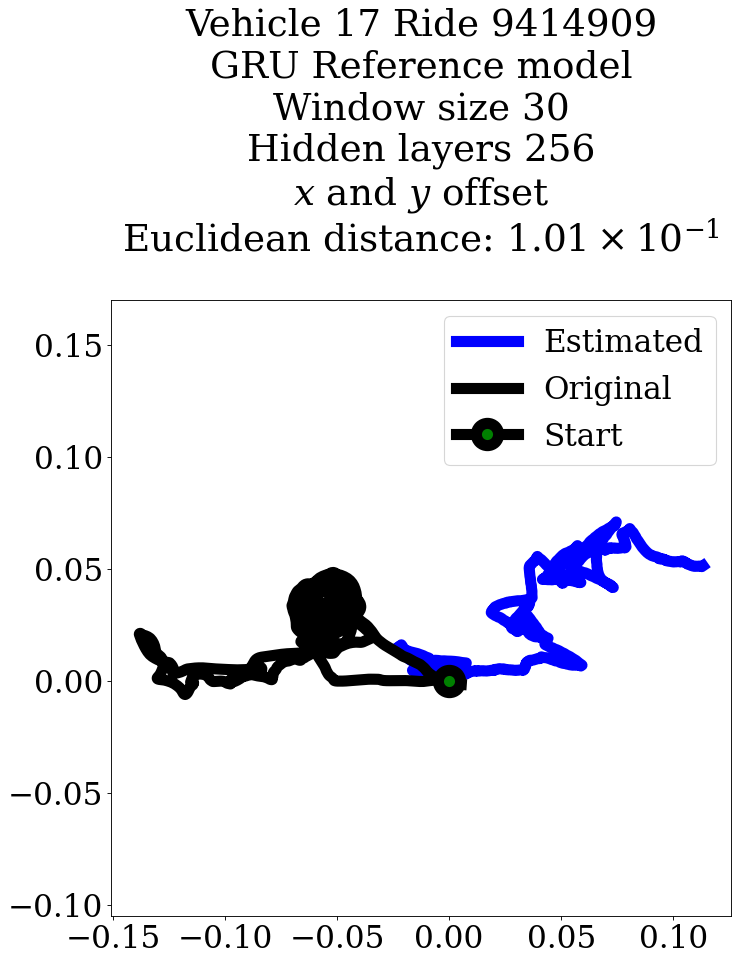 Vehicle 17 Ride 9414909
GRU Reference model
Window size 30
Hidden layers 256
x and y offset
Euclidean distance: 1.01 × 10⁻¹
Estimated
Original
Start
0.15
0.10
0.05
0.00
−0.05
−0.10
−0.15 −0.10 −0.05 0.00 0.05 0.10